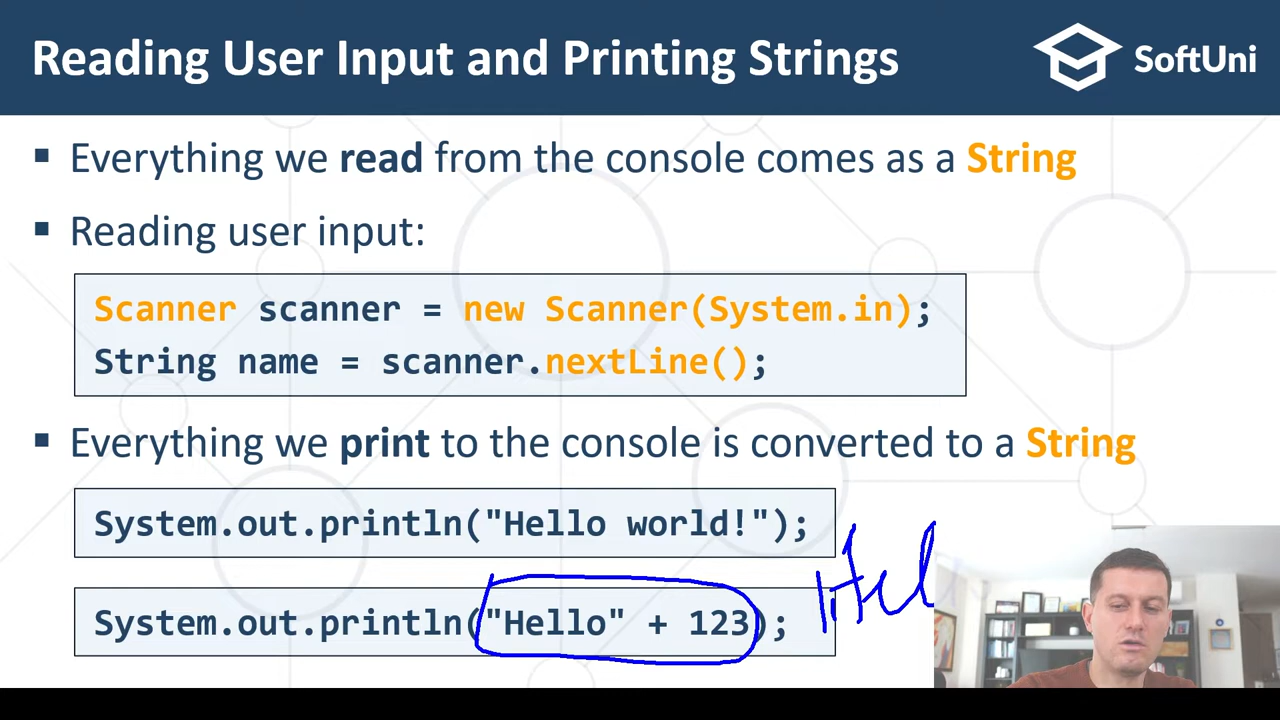 Reading User Input and Printing Strings
SoftUni
▪ Everything we read from the console comes as a String
▪ Reading user input:
Scanner scanner = new Scanner(System.in);
String name = scanner.nextLine();
▪ Everything we print to the console is converted to a String
System.out.println("Hello world!");
System.out.println("Hello" + 123);
Hel